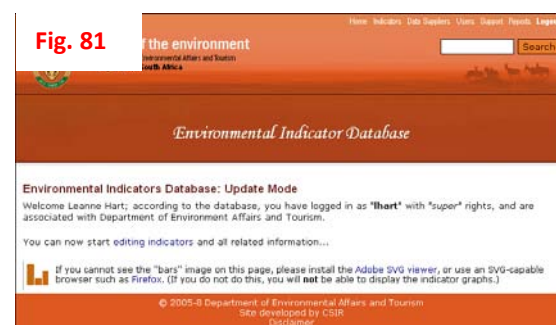 Home Indicators Data Suppliers Users Support Reports Logout
Fig. 81
f the environment
Environmental Affairs and Tourism
South Africa
Search
Environmental Indicator Database
Environmental Indicators Database: Update Mode
Welcome Leanne Hart; according to the database, you have logged in as "lhart" with "super" rights, and are
associated with Department of Environment Affairs and Tourism.
You can now start editing indicators and all related information...
If you cannot see the "bars" image on this page, please install the Adobe SVG viewer, or use an SVG-capable
browser such as Firefox. (If you do not do this, you will not be able to display the indicator graphs.)
© 2005-8 Department of Environmental Affairs and Tourism
Site developed by CSIR
Disclaimer